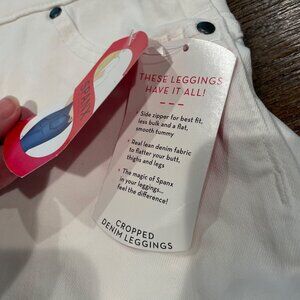 THESE LEGGINGS
HAVE IT ALL!
Side zipper for best fit,
less bulk and a flat,
smooth tummy
Real lean denim fabric
to flatter your butt,
thighs and legs
The magic of Spanx
in your leggings...
feel the difference!
CROPPED
DENIM LEGGINGS
SPANX